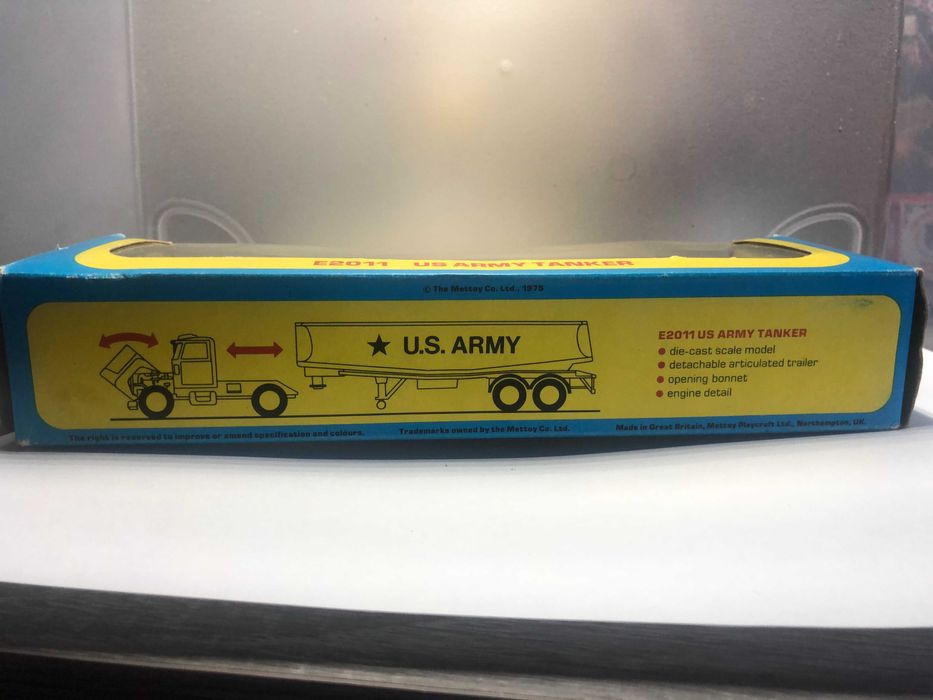 E2011 US ARMY TANKER
© The Mettoy Co. Ltd., 1975
★ U.S. ARMY
E2011 US ARMY TANKER
● die-cast scale model
● detachable articulated trailer
● opening bonnet
● engine detail
The right is reserved to improve or amend specification and colours.
Trademarks owned by the Mettoy Co. Ltd.
Made in Great Britain, Mettoy Playcraft Ltd., Northampton, UK.